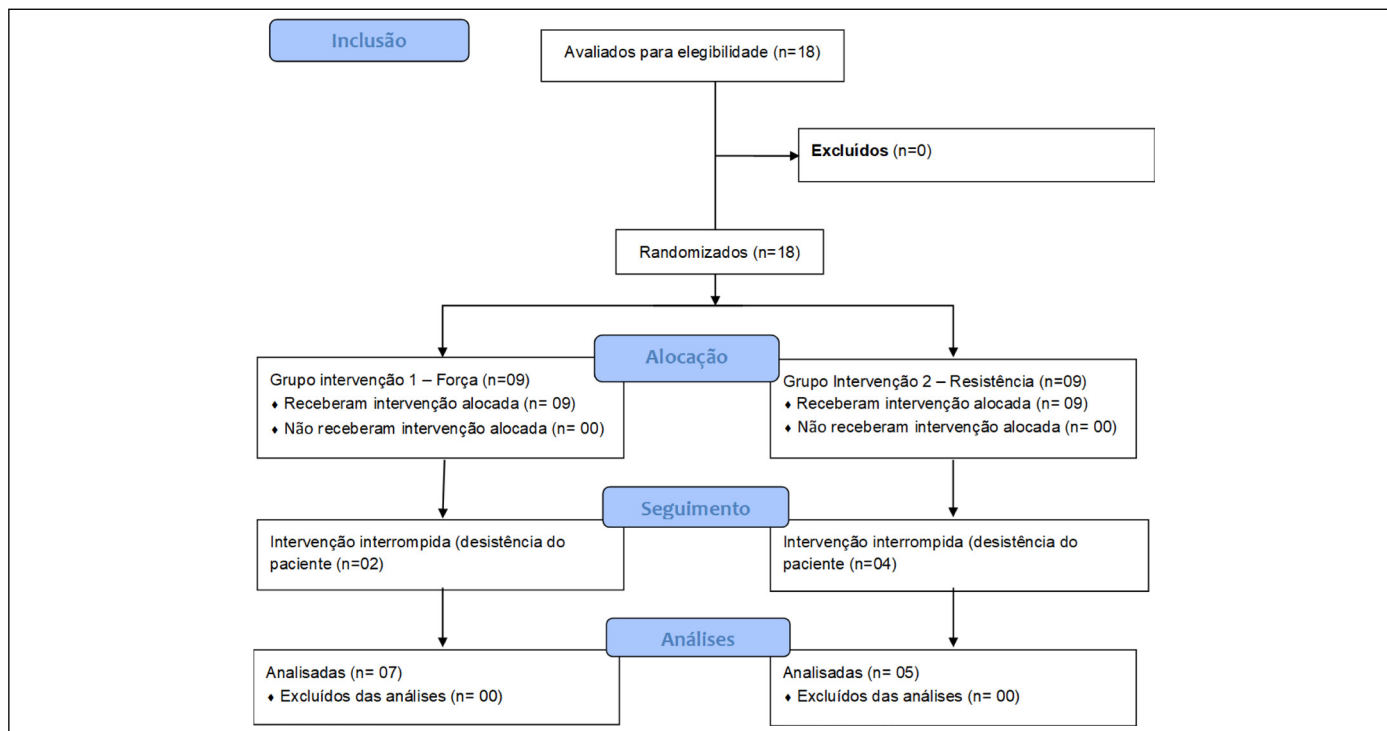 Inclusão
Avaliados para elegibilidade (n=18)
Excluídos (n=0)
Randomizados (n=18)
Alocação
Grupo intervenção 1 – Força (n=09)
♦ Receberam intervenção alocada (n= 09)
♦ Não receberam intervenção alocada (n= 00)
Grupo Intervenção 2 – Resistência (n=09)
♦ Receberam intervenção alocada (n= 09)
♦ Não receberam intervenção alocada (n= 00)
Seguimento
Intervenção interrompida (desistência do
paciente (n=02)
Intervenção interrompida (desistência do
paciente (n=04)
Análises
Analisadas (n= 07)
♦ Excluídos das análises (n= 00)
Analisadas (n= 05)
♦ Excluídos das análises (n= 00)